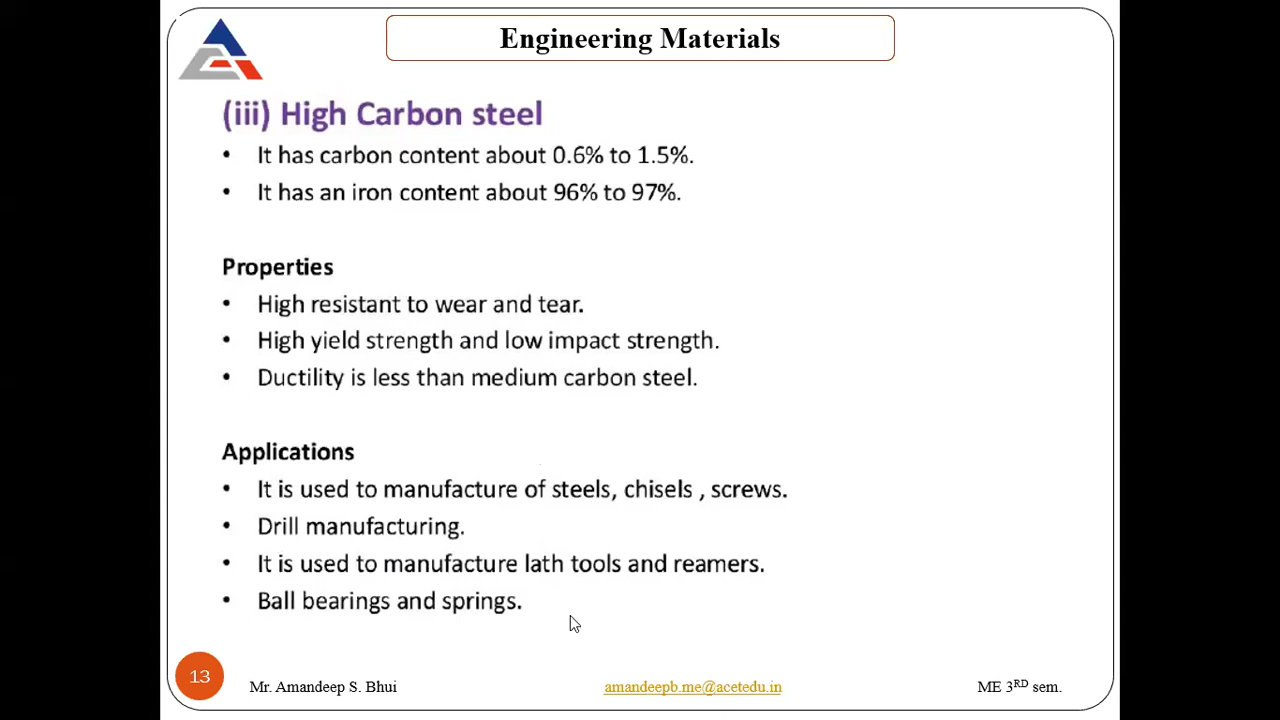 Engineering Materials
(iii) High Carbon steel
• It has carbon content about 0.6% to 1.5%.
• It has an iron content about 96% to 97%.
Properties
• High resistant to wear and tear.
• High yield strength and low impact strength.
• Ductility is less than medium carbon steel.
Applications
• It is used to manufacture of steels, chisels , screws.
• Drill manufacturing.
• It is used to manufacture lath tools and reamers.
• Ball bearings and springs.
13
Mr. Amandeep S. Bhui
amandeepb.me@acetedu.in
ME 3RD sem.